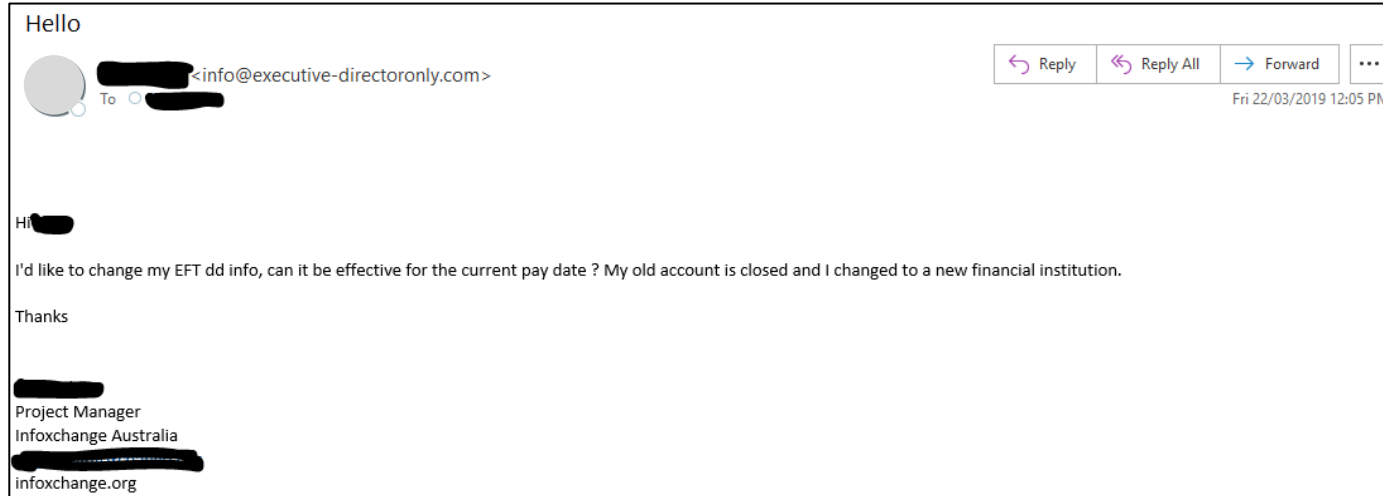 Hello
<info@executive-directoronly.com>
Reply
Reply All
Forward
To
Fri 22/03/2019 12:05 PM
Hi
I'd like to change my EFT dd info, can it be effective for the current pay date ? My old account is closed and I changed to a new financial institution.
Thanks
Project Manager
Infoxchange Australia
infoxchange.org